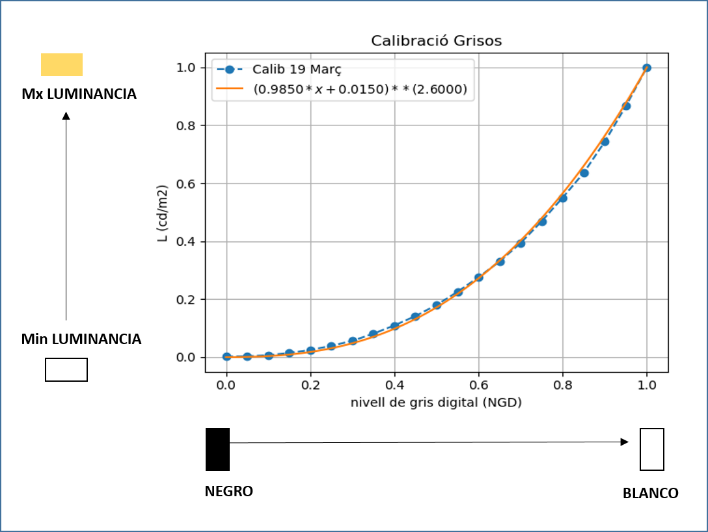 Calibració Grisos
Mx LUMINANCIA
Min LUMINANCIA
Calib 19 Març
(0.9850 * x + 0.0150) * * (2.6000)
L (cd/m2)
1.0
0.8
0.6
0.4
0.2
0.0
0.0 0.2 0.4 0.6 0.8 1.0
nivell de gris digital (NGD)
NEGRO
BLANCO